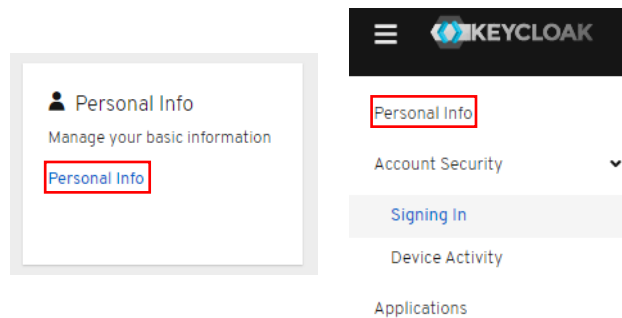 Personal Info
Manage your basic information
Personal Info
KEYCLOAK
Personal Info
Account Security
Signing In
Device Activity
Applications